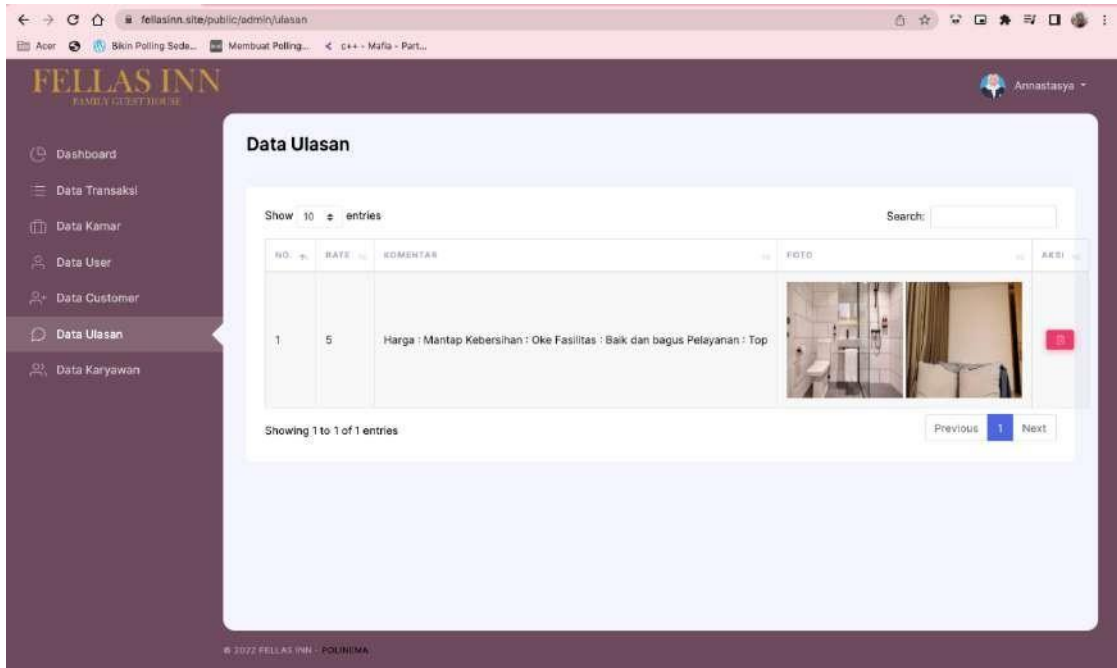 fellasinn.site/public/admin/ulasan
Acer Bikin Polling Sede... Membuat Polling... c++ - Mafia - Part...
FELLAS INN
FAMILY GUEST HOUSE
Annastasya
Dashboard
Data Transaksi
Data Kamar
Data User
Data Customer
Data Ulasan
Data Karyawan
Data Ulasan
Show 10 entries
Search:
NO. RATE KOMENTAR FOTO AKSI
1 5 Harga : Mantap Kebersihan : Oke Fasilitas : Baik dan bagus Pelayanan : Top
Showing 1 to 1 of 1 entries
Previous 1 Next
© 2022 FELLAS INN - POLINEMA